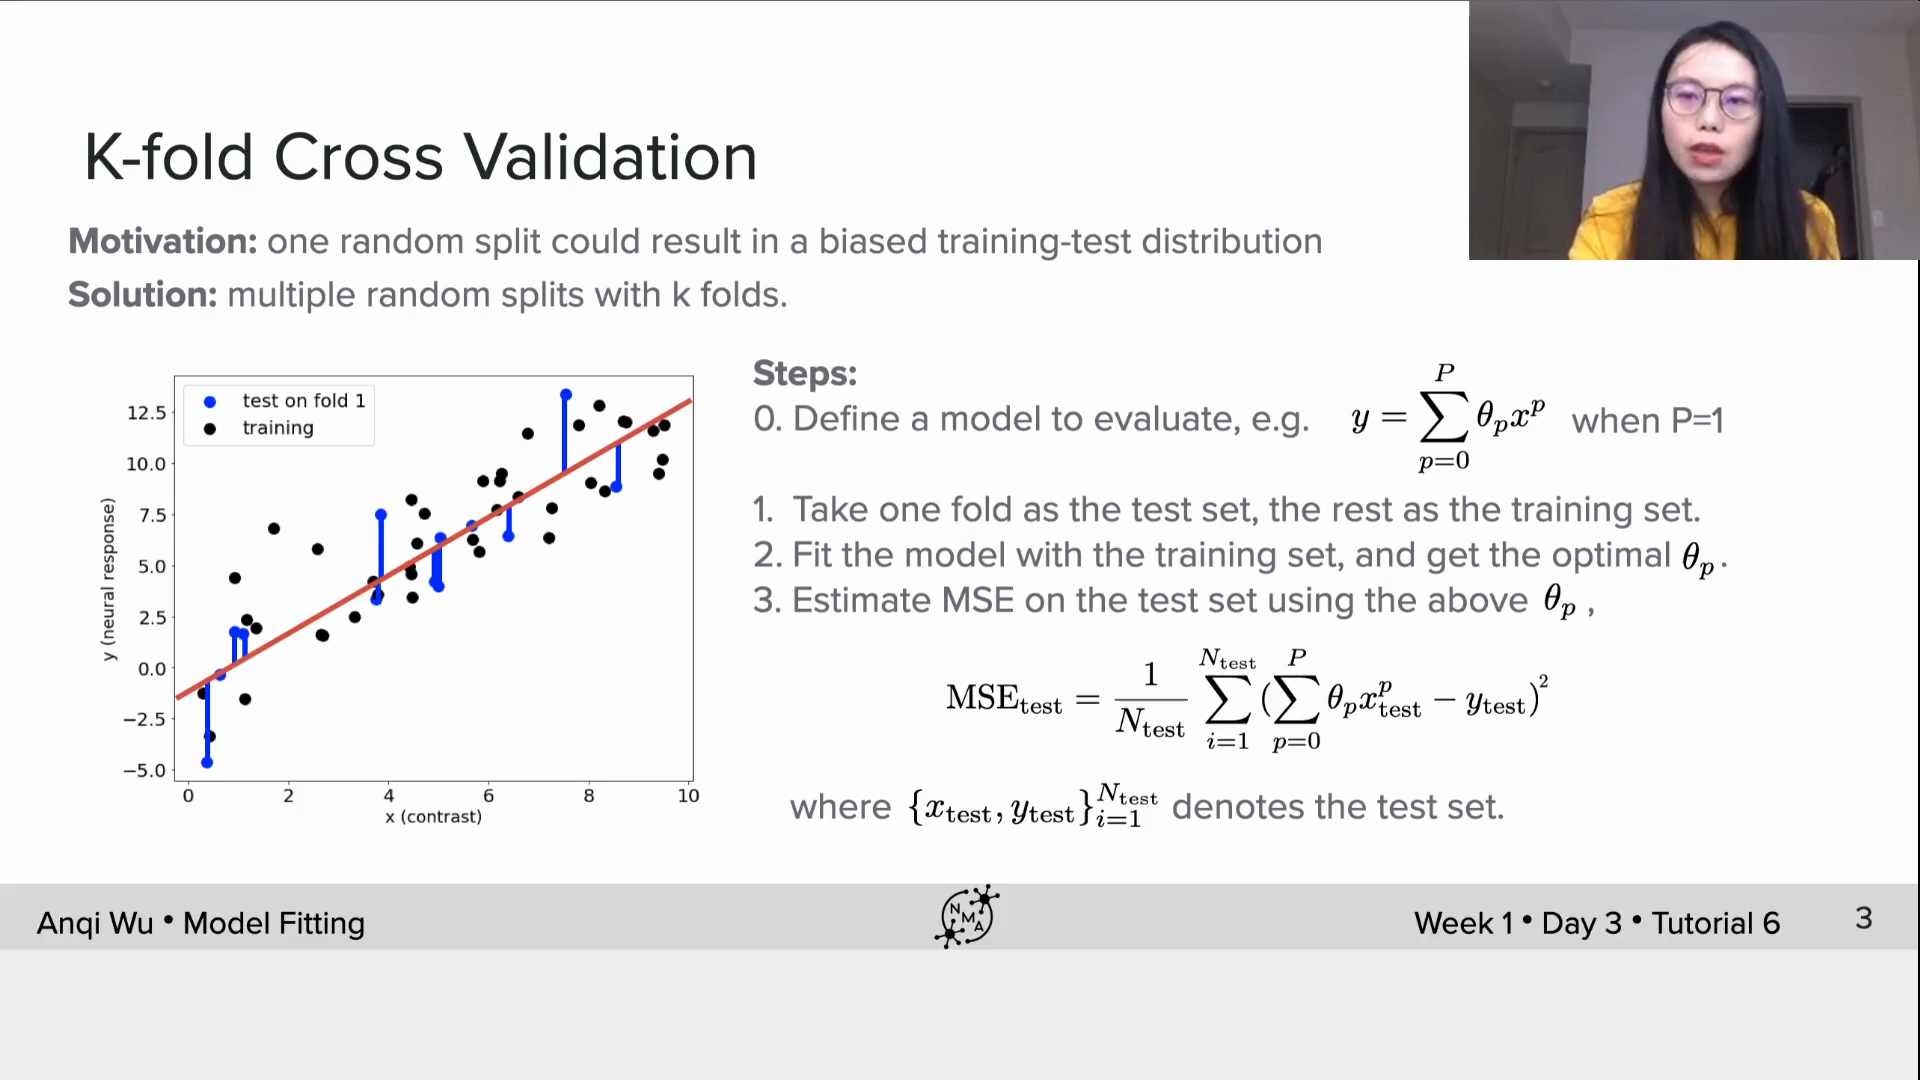 K-fold Cross Validation
Motivation: one random split could result in a biased training-test distribution
Solution: multiple random splits with k folds.
test on fold 1
training
12.5
10.0
7.5
5.0
2.5
0.0
−2.5
−5.0
y (neural response)
0 2 4 6 8 10
x (contrast)
Steps:
0. Define a model to evaluate, e.g. y = ∑_{p=0}^{P} θ_p x^p when P=1
1. Take one fold as the test set, the rest as the training set.
2. Fit the model with the training set, and get the optimal θ_p.
3. Estimate MSE on the test set using the above θ_p ,
MSE_test = 1/N_test ∑_{i=1}^{N_test} (∑_{p=0}^{P} θ_p x_test^p − y_test)^2
where {x_test, y_test}_{i=1}^{N_test} denotes the test set.
Anqi Wu • Model Fitting
N
M
A
Week 1 • Day 3 • Tutorial 6
3